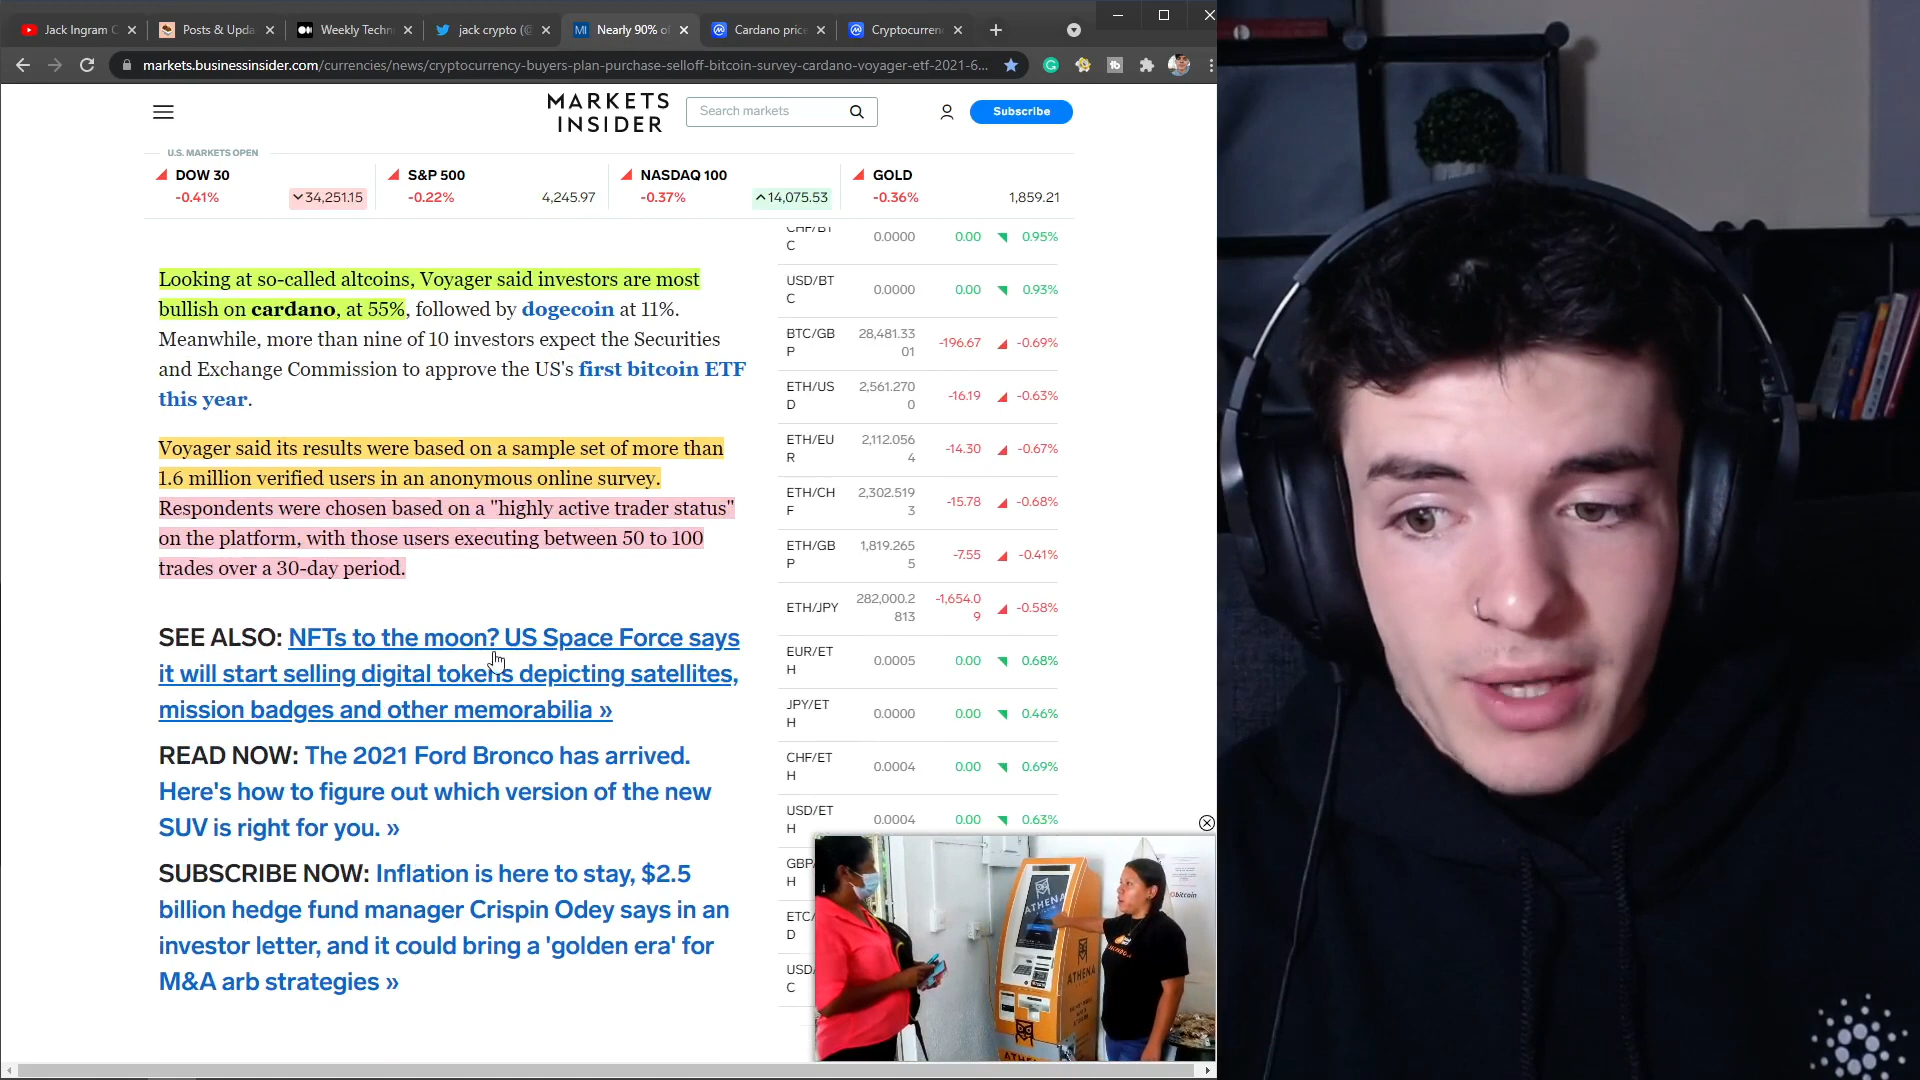 Jack Ingram C
Posts & Upda
Weekly Techn
jack crypto (@
MI
Nearly 90% o
Cardano price
Cryptocurren
markets.businessinsider.com/currencies/news/cryptocurrency-buyers-plan-purchase-selloff-bitcoin-survey-cardano-voyager-etf-2021-6...
MARKETS
INSIDER
Search markets
Subscribe
U.S. MARKETS OPEN
DOW 30
-0.41% 34,251.15
S&P 500
-0.22% 4,245.97
NASDAQ 100
-0.37% 14,075.53
GOLD
-0.36% 1,859.21
Looking at so-called altcoins, Voyager said investors are most
bullish on cardano, at 55%, followed by dogecoin at 11%.
Meanwhile, more than nine of 10 investors expect the Securities
and Exchange Commission to approve the US's first bitcoin ETF
this year.
Voyager said its results were based on a sample set of more than
1.6 million verified users in an anonymous online survey.
Respondents were chosen based on a "highly active trader status"
on the platform, with those users executing between 50 to 100
trades over a 30-day period.
SEE ALSO: NFTs to the moon? US Space Force says
it will start selling digital tokens depicting satellites,
mission badges and other memorabilia »
READ NOW: The 2021 Ford Bronco has arrived.
Here's how to figure out which version of the new
SUV is right for you. »
SUBSCRIBE NOW: Inflation is here to stay, $2.5
billion hedge fund manager Crispin Odey says in an
investor letter, and it could bring a 'golden era' for
M&A arb strategies »
CHF/BT 0.0000 0.00 0.95%
C
USD/BT 0.0000 0.00 0.93%
C
BTC/GB 28,481.33 -196.67 -0.69%
P 01
ETH/US 2,561.270 -16.19 -0.63%
D 0
ETH/EU 2,112.056 -14.30 -0.67%
R 4
ETH/CH 2,302.519 -15.78 -0.68%
F 3
ETH/GB 1,819.265 -7.55 -0.41%
P 5
ETH/JPY 282,000.2 -1,654.0 -0.58%
813 9
EUR/ET 0.0005 0.00 0.68%
H
JPY/ET 0.0000 0.00 0.46%
H
CHF/ET 0.0004 0.00 0.69%
H
USD/ET 0.0004 0.00 0.63%
H
GBP/
H
ETC/
D
USD/
C
ATHENA
ATHENA
ATHENA
bitcoin